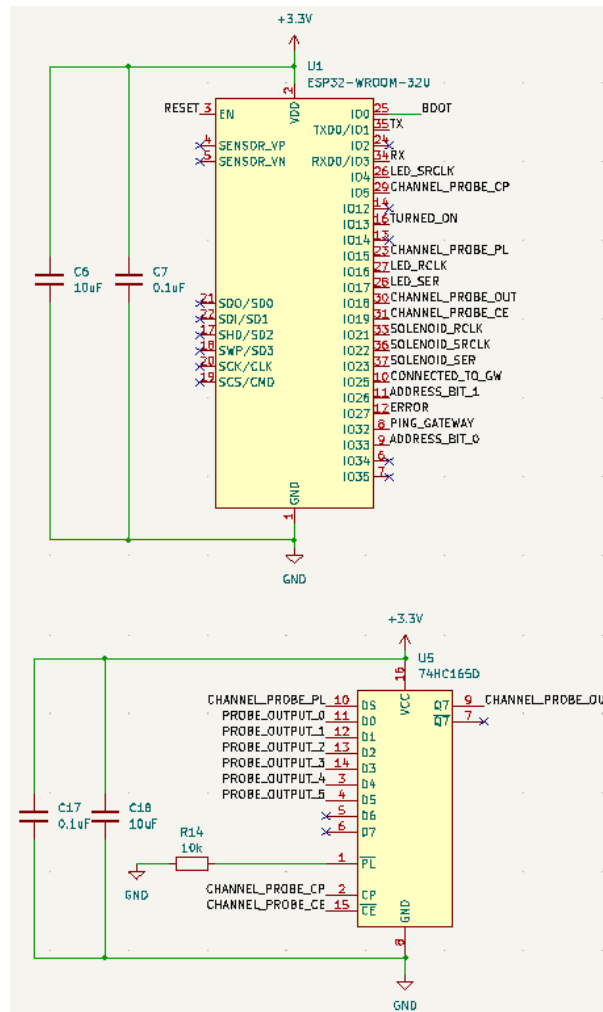 +3.3V
U1
ESP32-WROOM-32U
2
VDD
RESET 3 EN
4 SENSOR_VP
5 SENSOR_VN
21 SDO/SD0
22 SDI/SD1
17 SHD/SD2
18 SWP/SD3
20 SCK/CLK
19 SCS/CMD
IO0 25 BOOT
TXD0/IO1 35 TX
IO2 24
RXD0/IO3 34 RX
IO4 26 LED_SRCLK
IO5 29 CHANNEL_PROBE_CP
IO12 14
IO13 16 TURNED_ON
IO14 13
IO15 23 CHANNEL_PROBE_PL
IO16 27 LED_RCLK
IO17 28 LED_SER
IO18 30 CHANNEL_PROBE_OUT
IO19 31 CHANNEL_PROBE_CE
IO21 33 SOLENOID_RCLK
IO22 36 SOLENOID_SRCLK
IO23 37 SOLENOID_SER
IO25 10 CONNECTED_TO_GW
IO26 11 ADDRESS_BIT_1
IO27 12 ERROR
IO32 8 PING_GATEWAY
IO33 9 ADDRESS_BIT_0
IO34 6
IO35 7
GND
1
GND
C6
10uF
C7
0.1uF
+3.3V
U5
74HC165D
16
VCC
CHANNEL_PROBE_PL 10 DS
PROBE_OUTPUT_0 11 D0
PROBE_OUTPUT_1 12 D1
PROBE_OUTPUT_2 13 D2
PROBE_OUTPUT_3 14 D3
PROBE_OUTPUT_4 3 D4
PROBE_OUTPUT_5 4 D5
5 D6
6 D7
Q7 9 CHANNEL_PROBE_OU
Q7 7
C17
0.1uF
C18
10uF
R14
10k
GND
1 PL
CHANNEL_PROBE_CP 2 CP
CHANNEL_PROBE_CE 15 CE
GND
8
GND